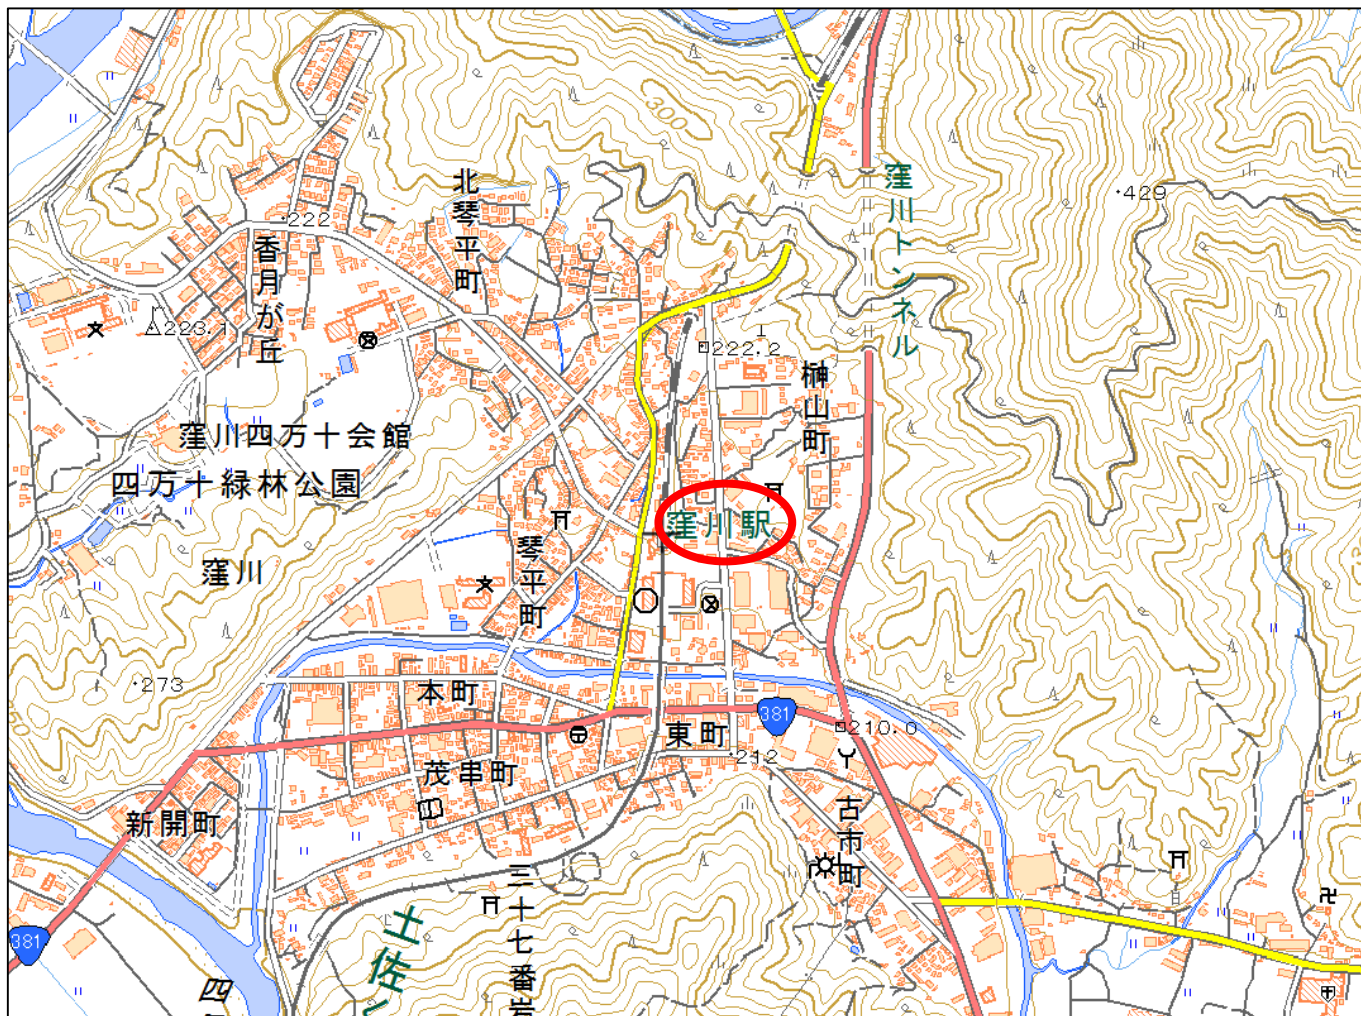 300
429
窪川トンネル
北琴平町
222
香月が丘
223.1
222.2
榊山町
窪川四万十会館
四万十緑林公園
窪川駅
琴平町
窪川
273
本町
381
東町
210.0
212
茂串町
新開町
古市町
三十七番岩
土佐く
381
四